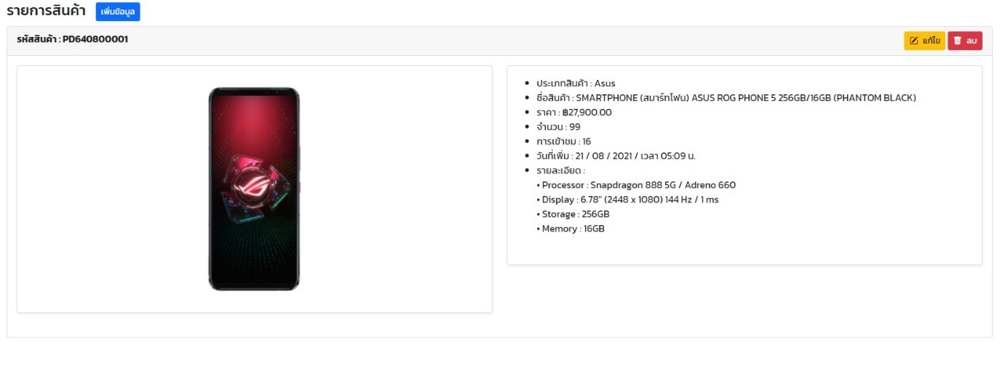 รายการสินค้า เพิ่มข้อมูล
รหัสสินค้า : PD640800001 แก้ไข ลบ
• ประเภทสินค้า : Asus
• ชื่อสินค้า : SMARTPHONE (สมาร์ทโฟน) ASUS ROG PHONE 5 256GB/16GB (PHANTOM BLACK)
• ราคา : ฿27,900.00
• จำนวน : 99
• การเข้าชม : 16
• วันที่เพิ่ม : 21 / 08 / 2021 / เวลา 05:09 น.
• รายละเอียด :
• Processor : Snapdragon 888 5G / Adreno 660
• Display : 6.78" (2448 x 1080) 144 Hz / 1 ms
• Storage : 256GB
• Memory : 16GB